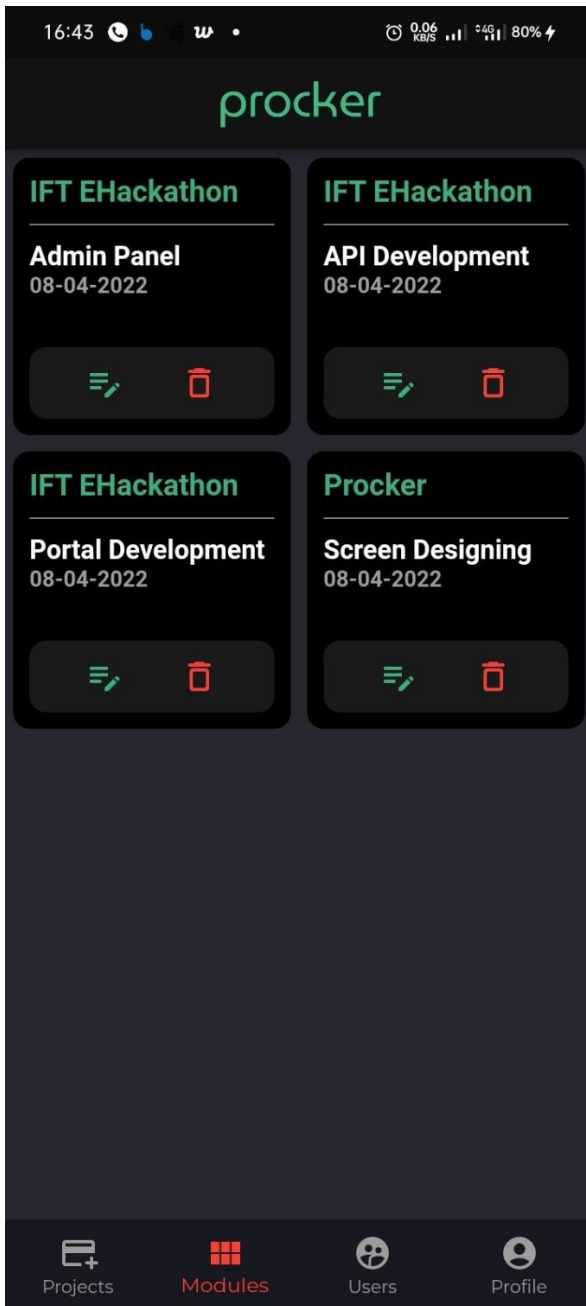 16:43 0.06 KB/S 4G 80%
procker
IFT EHackathon
Admin Panel
08-04-2022
IFT EHackathon
API Development
08-04-2022
IFT EHackathon
Portal Development
08-04-2022
Procker
Screen Designing
08-04-2022
Projects Modules Users Profile